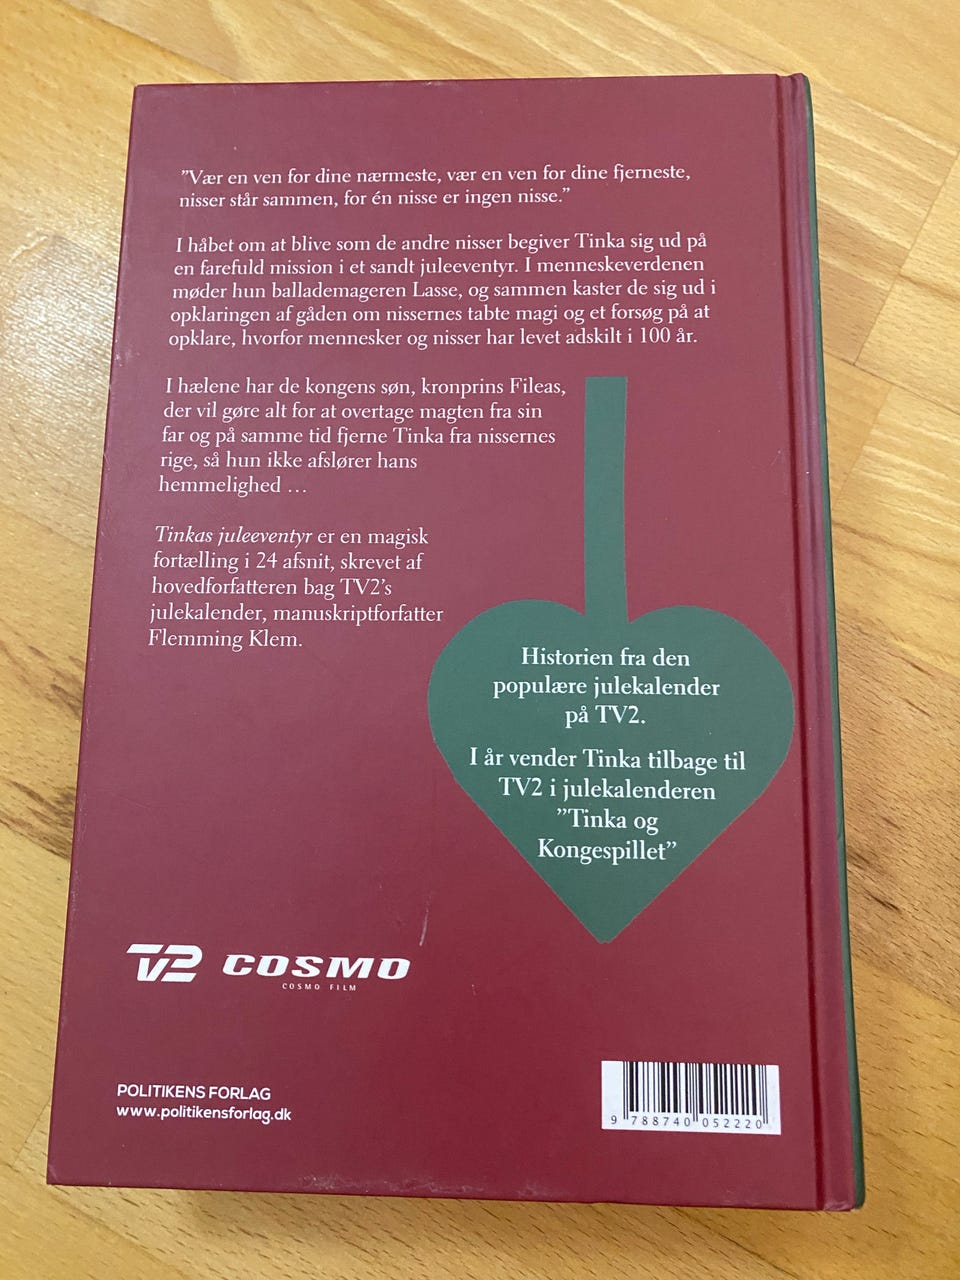 ”Vær en ven for dine nærmeste, vær en ven for dine fjerneste,
nisser står sammen, for én nisse er ingen nisse.”
I håbet om at blive som de andre nisser begiver Tinka sig ud på
en farefuld mission i et sandt juleeventyr. I menneskeverdenen
møder hun ballademageren Lasse, og sammen kaster de sig ud i
opklaringen af gåden om nissernes tabte magi og et forsøg på at
opklare, hvorfor mennesker og nisser har levet adskilt i 100 år.
I hælene har de kongens søn, kronprins Fileas,
der vil gøre alt for at overtage magten fra sin
far og på samme tid fjerne Tinka fra nissernes
rige, så hun ikke afslører hans
hemmelighed …
Tinkas juleeventyr er en magisk
fortælling i 24 afsnit, skrevet af
hovedforfatteren bag TV2’s
julekalender, manuskriptforfatter
Flemming Klem.
Historien fra den
populære julekalender
på TV2.
I år vender Tinka tilbage til
TV2 i julekalenderen
”Tinka og
Kongespillet”
TV2 COSMO
COSMO FILM
POLITIKENS FORLAG
www.politikensforlag.dk
9 788740 052220